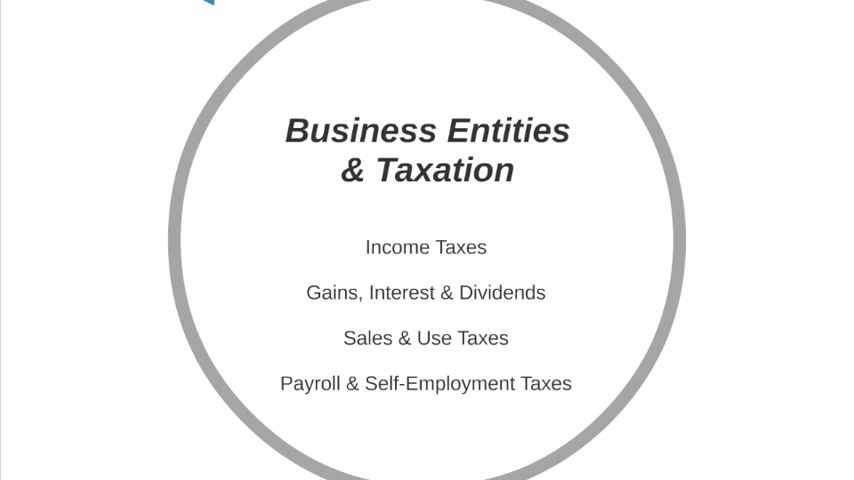 Business Entities
& Taxation
Income Taxes
Gains, Interest & Dividends
Sales & Use Taxes
Payroll & Self-Employment Taxes